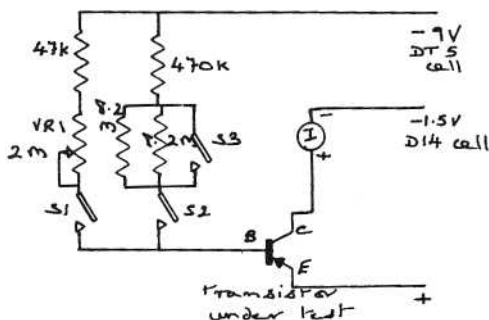 47k
470k
- 9V
DT5
cell
8.2
m
8.2m
VR1
2m
S3
I
-
+
-1.5V
D14 cell
S1
S2
B
C
E
+
transistor
under test